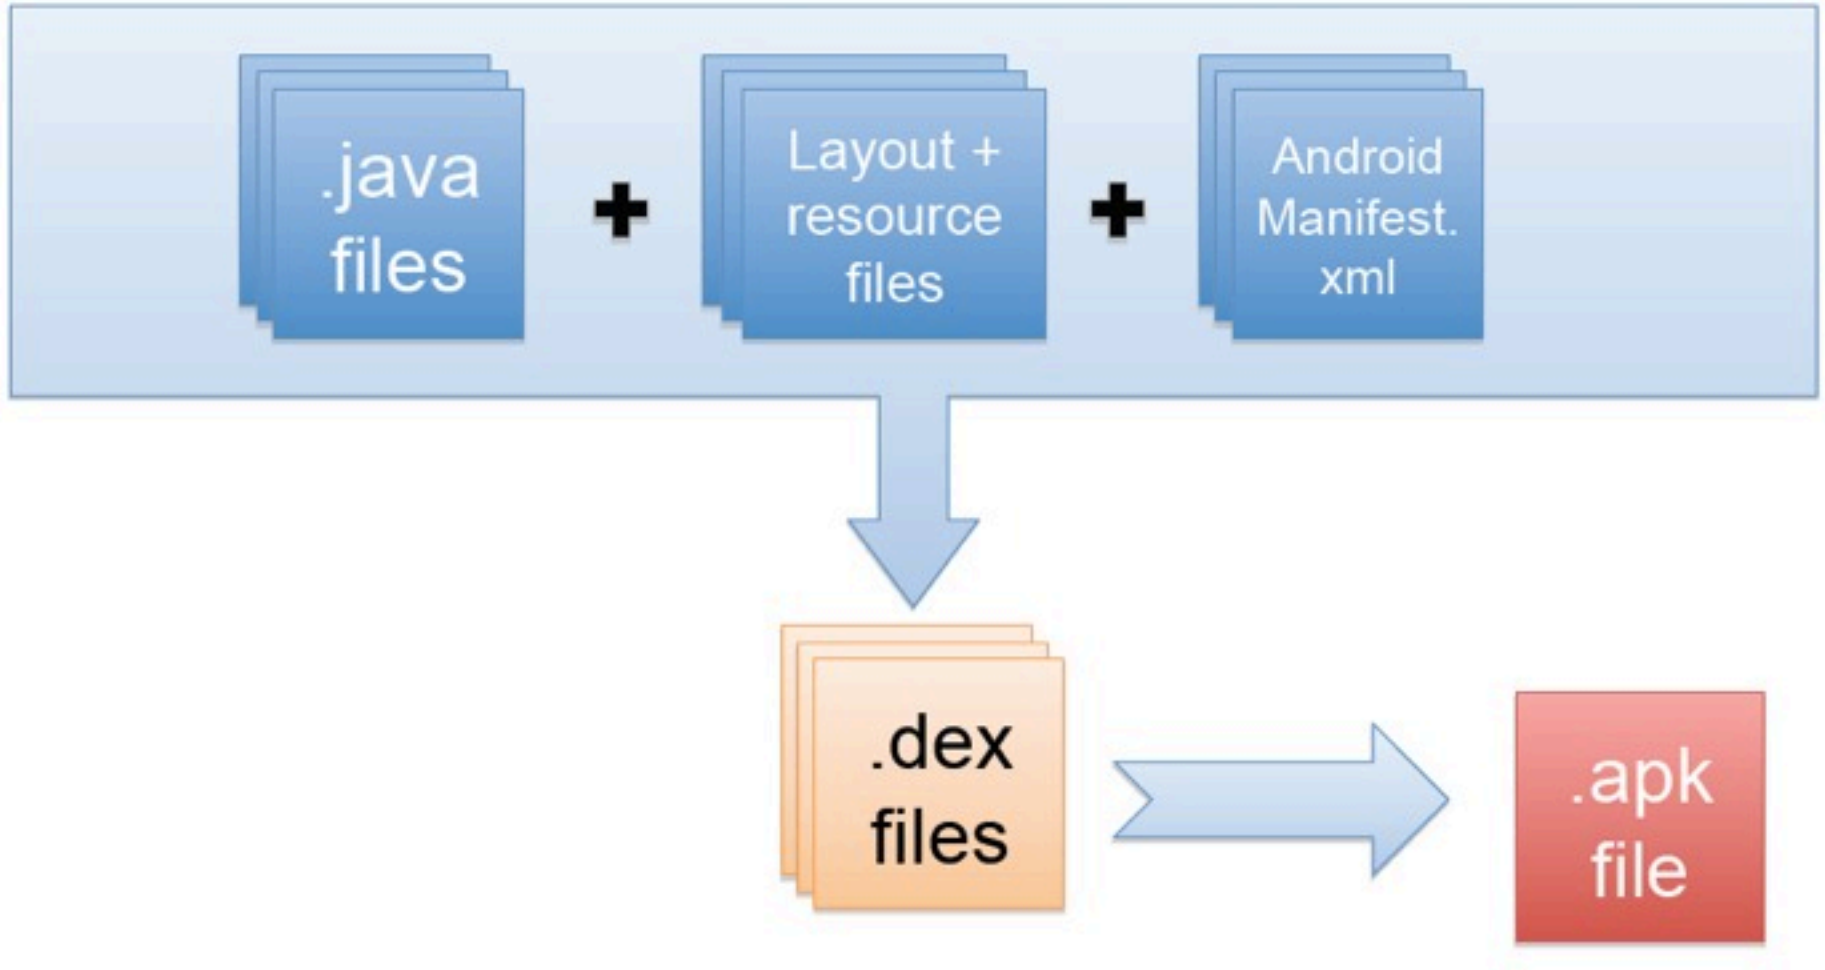 .java
files
+
Layout +
resource
files
+
Android
Manifest.
xml
.dex
files
.apk
file